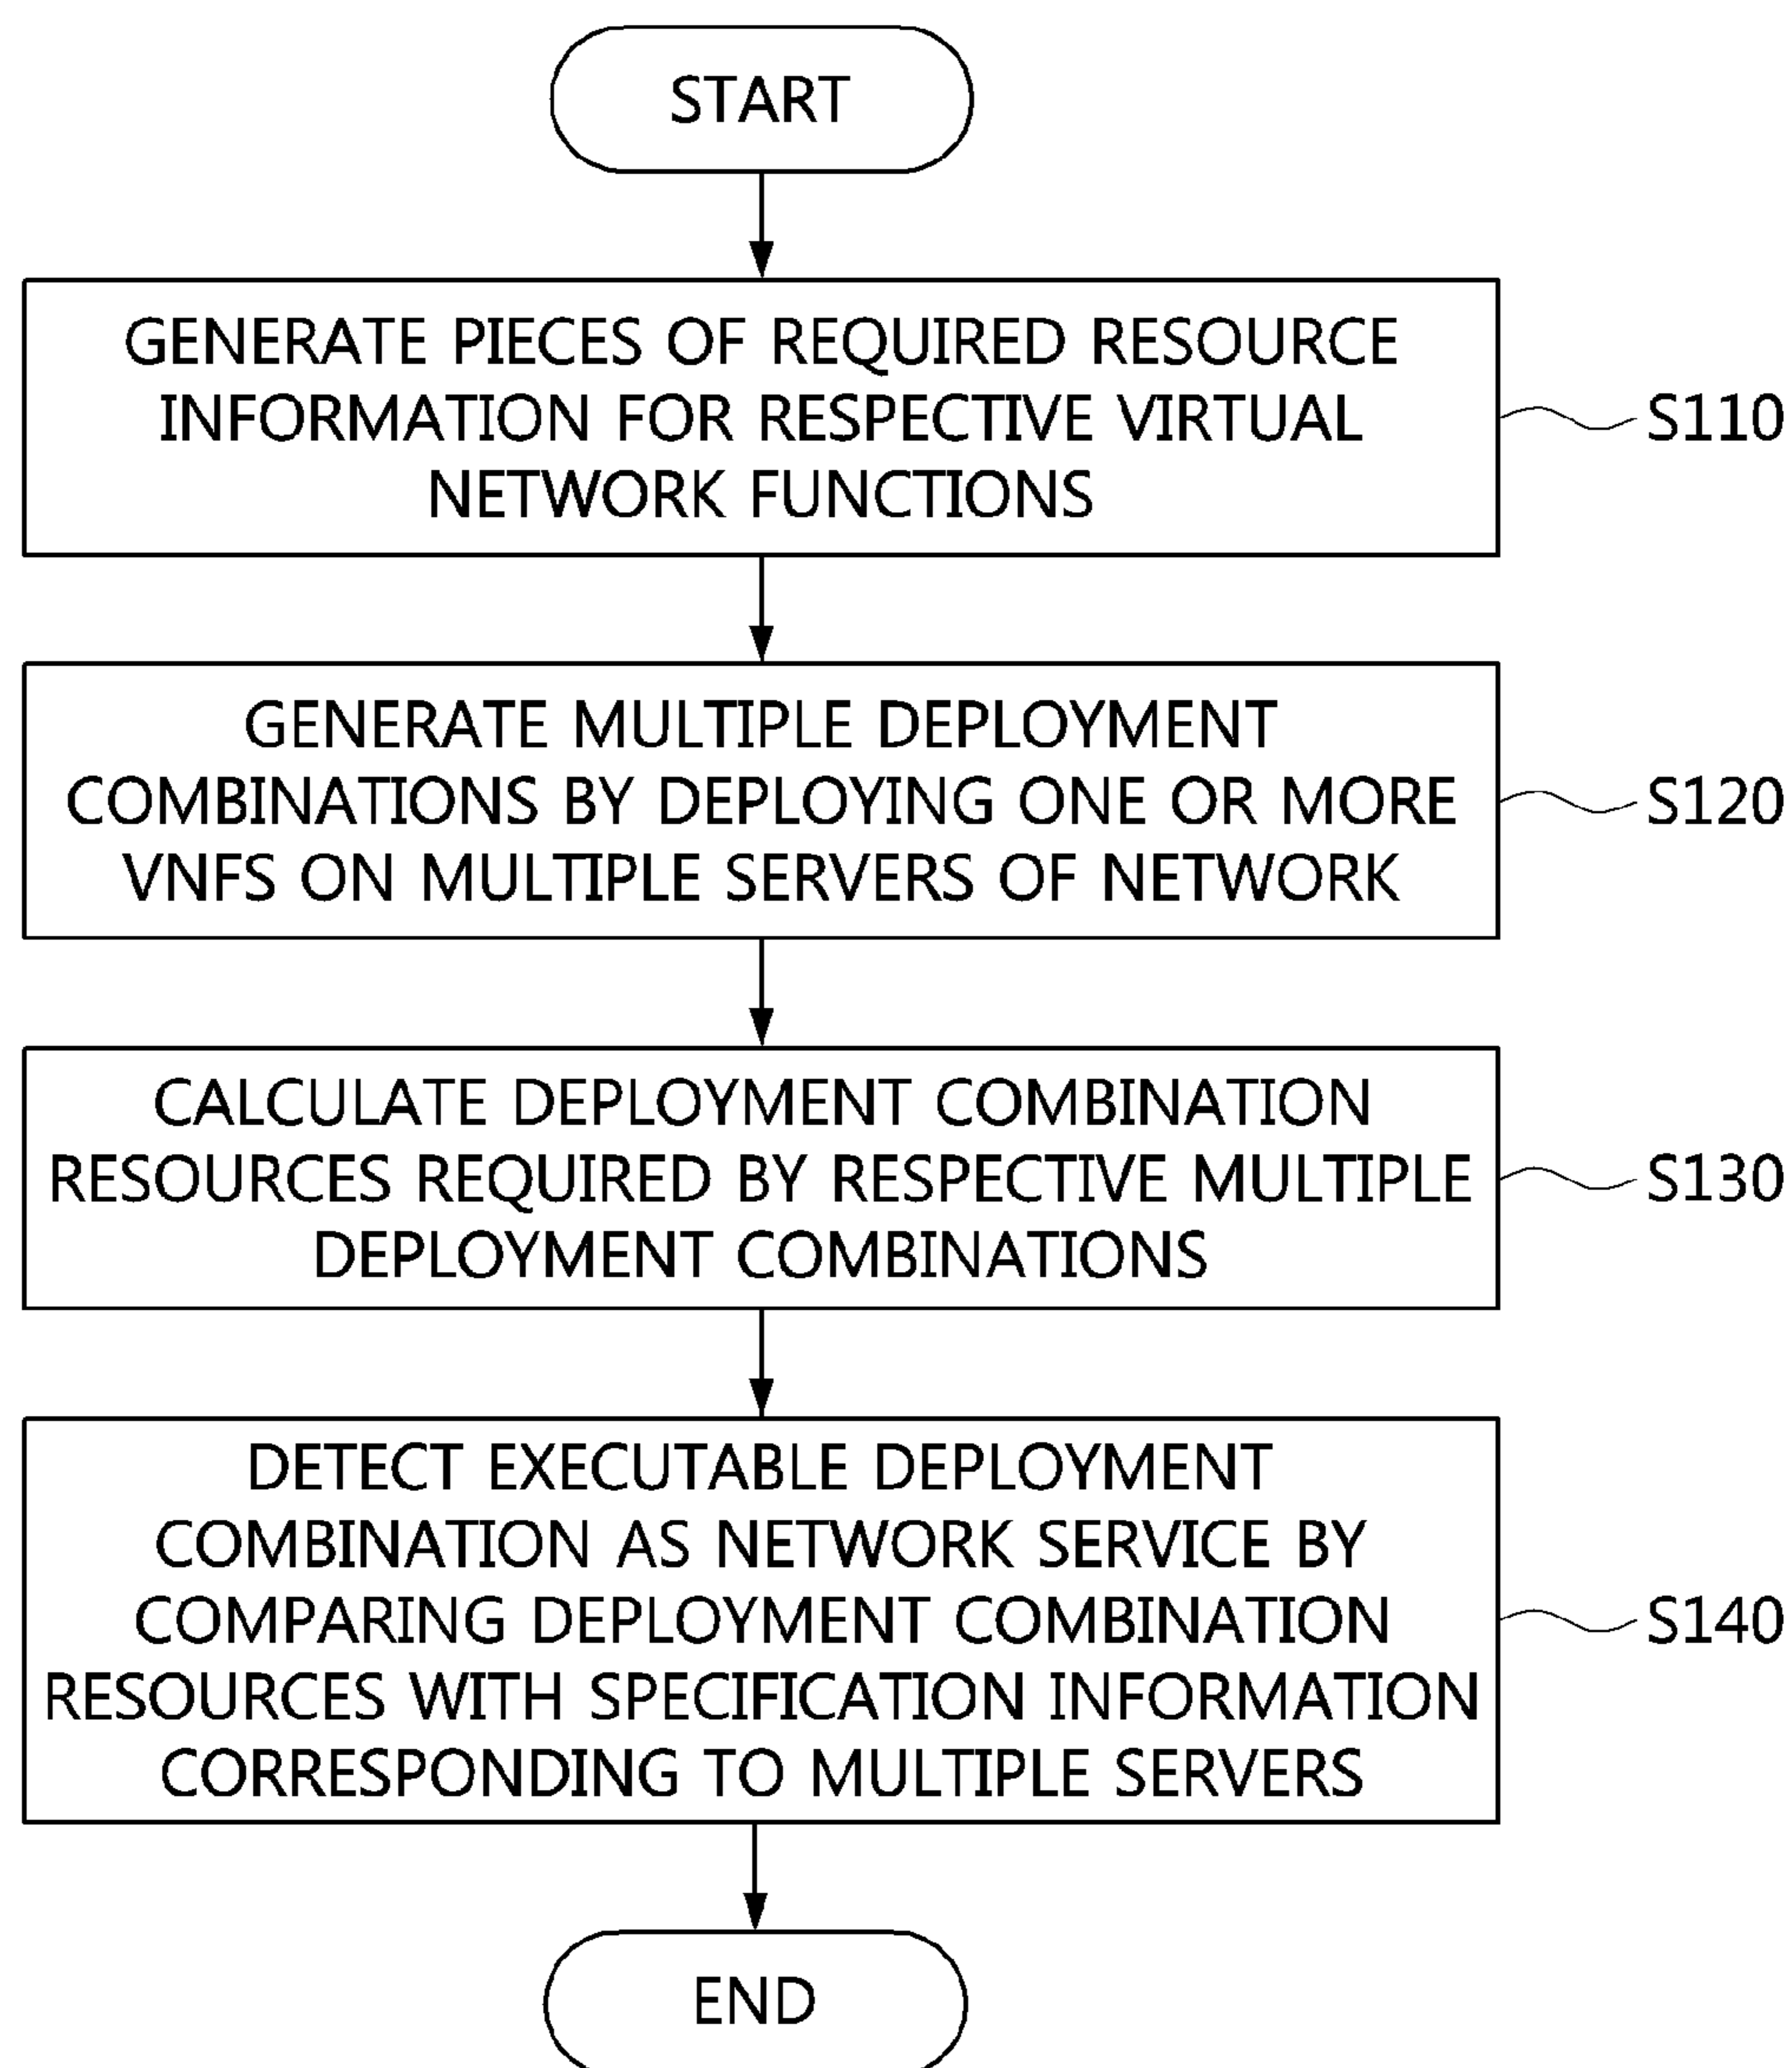 START
GENERATE PIECES OF REQUIRED RESOURCE
INFORMATION FOR RESPECTIVE VIRTUAL
NETWORK FUNCTIONS
S110
GENERATE MULTIPLE DEPLOYMENT
COMBINATIONS BY DEPLOYING ONE OR MORE
VNFS ON MULTIPLE SERVERS OF NETWORK
S120
CALCULATE DEPLOYMENT COMBINATION
RESOURCES REQUIRED BY RESPECTIVE MULTIPLE
DEPLOYMENT COMBINATIONS
S130
DETECT EXECUTABLE DEPLOYMENT
COMBINATION AS NETWORK SERVICE BY
COMPARING DEPLOYMENT COMBINATION
RESOURCES WITH SPECIFICATION INFORMATION
CORRESPONDING TO MULTIPLE SERVERS
S140
END